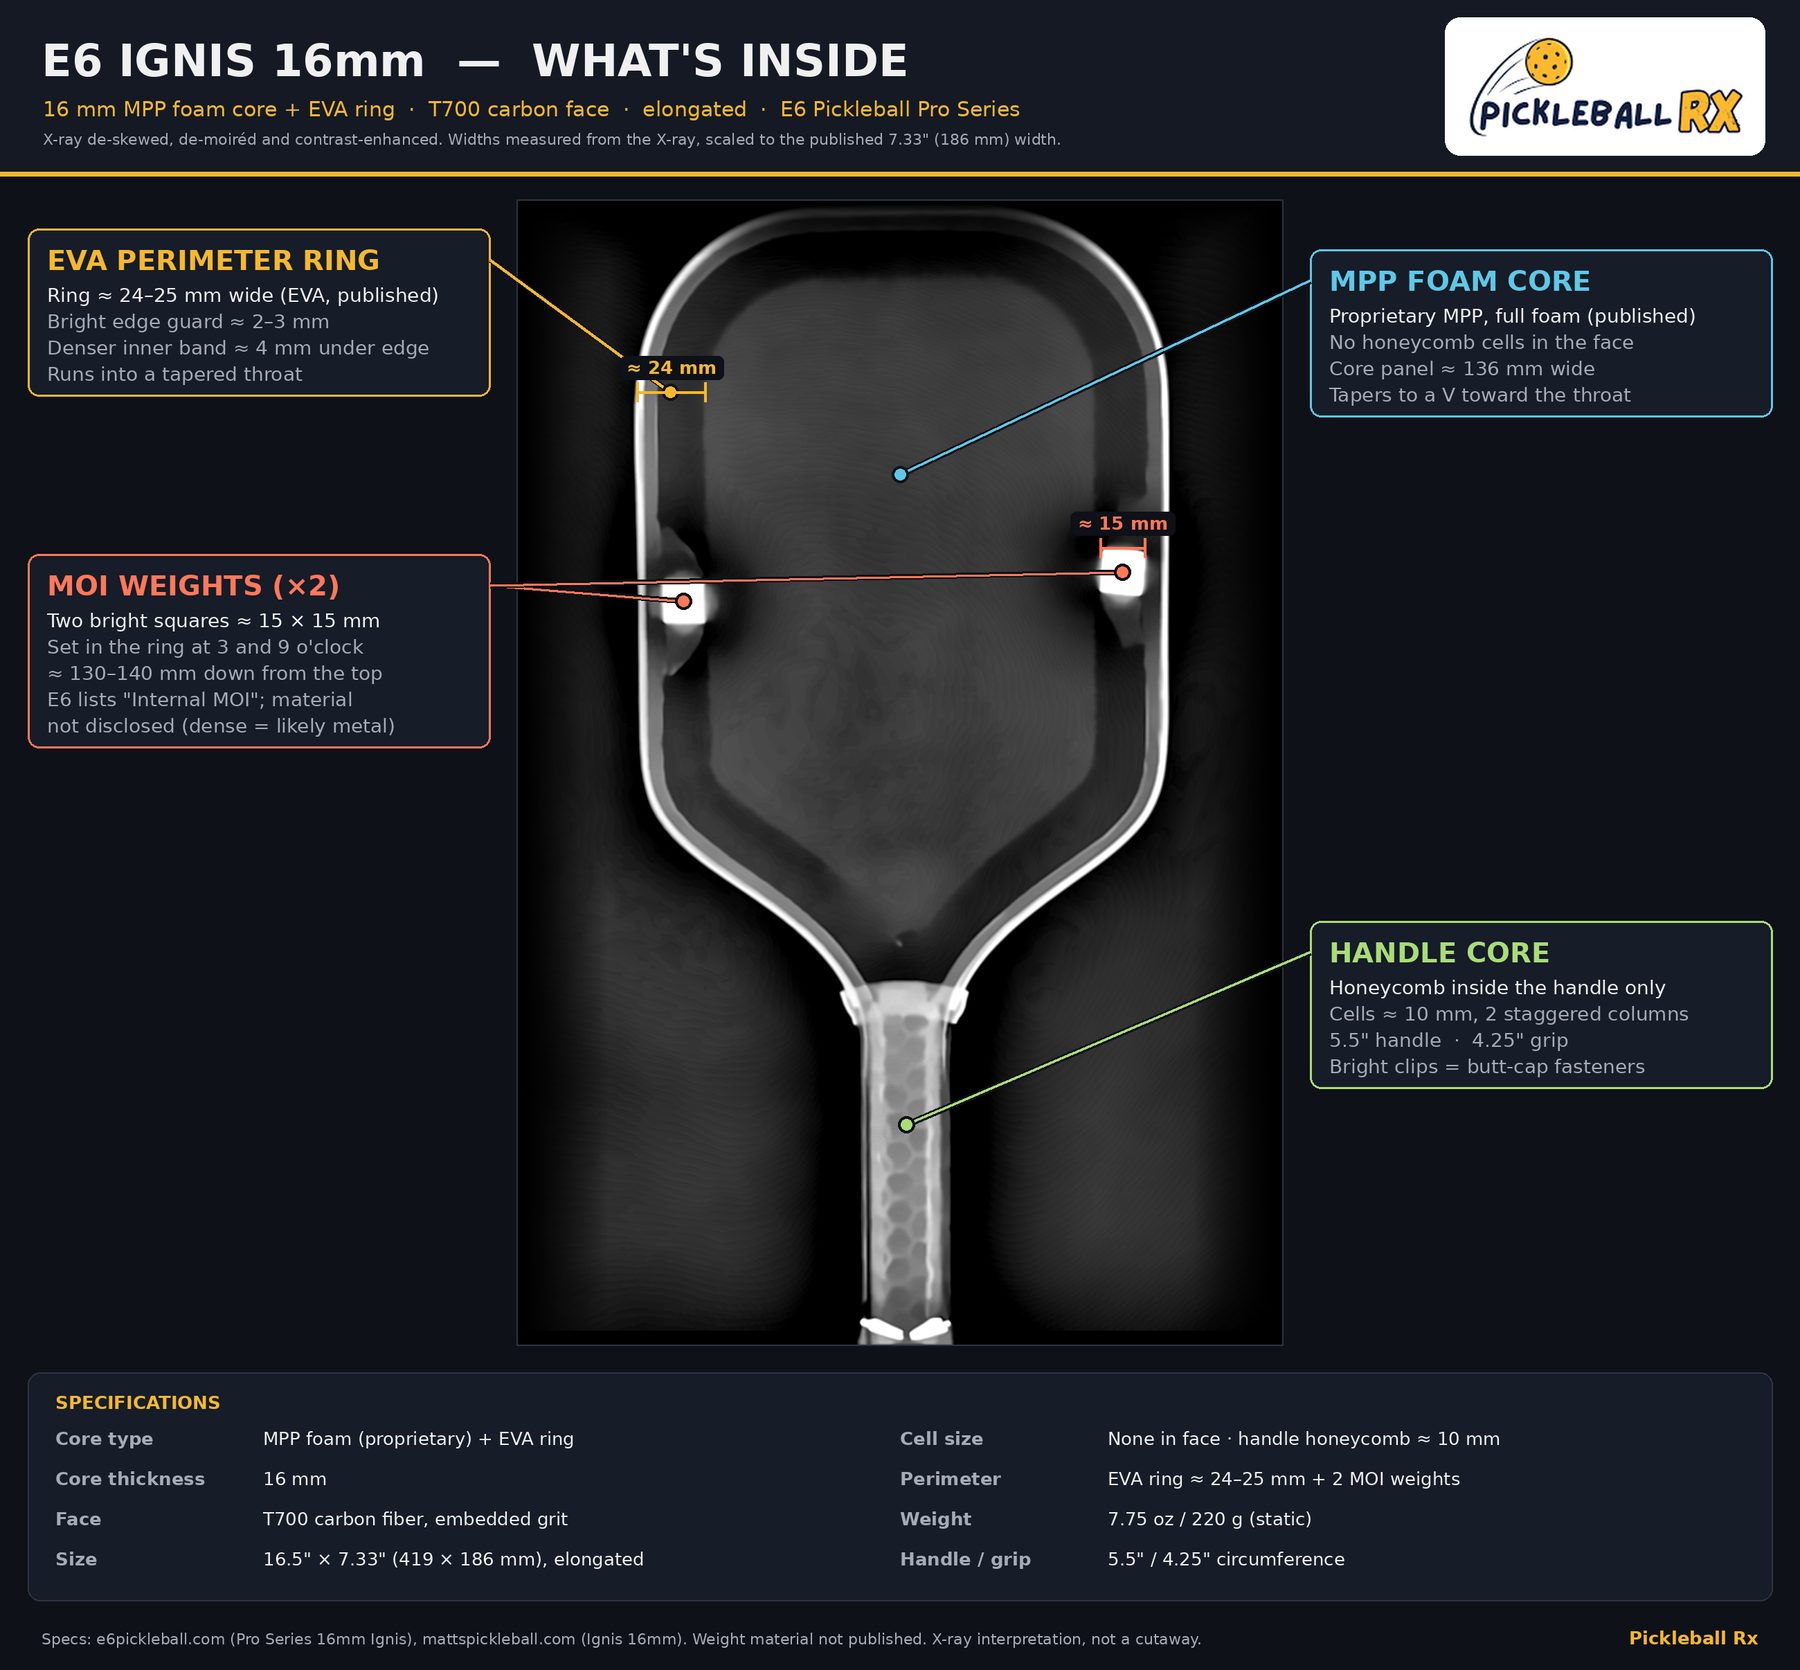 E6 IGNIS 16mm — WHAT'S INSIDE
16 mm MPP foam core + EVA ring · T700 carbon face · elongated · E6 Pickleball Pro Series
X-ray de-skewed, de-moiréd and contrast-enhanced. Widths measured from the X-ray, scaled to the published 7.33" (186 mm) width.
PICKLEBALL RX
EVA PERIMETER RING
Ring ≈ 24–25 mm wide (EVA, published)
Bright edge guard ≈ 2–3 mm
Denser inner band ≈ 4 mm under edge
Runs into a tapered throat
MPP FOAM CORE
Proprietary MPP, full foam (published)
No honeycomb cells in the face
Core panel ≈ 136 mm wide
Tapers to a V toward the throat
≈ 24 mm
≈ 15 mm
MOI WEIGHTS (×2)
Two bright squares ≈ 15 × 15 mm
Set in the ring at 3 and 9 o'clock
≈ 130–140 mm down from the top
E6 lists "Internal MOI"; material
not disclosed (dense = likely metal)
HANDLE CORE
Honeycomb inside the handle only
Cells ≈ 10 mm, 2 staggered columns
5.5" handle · 4.25" grip
Bright clips = butt-cap fasteners
SPECIFICATIONS
Core type MPP foam (proprietary) + EVA ring
Core thickness 16 mm
Face T700 carbon fiber, embedded grit
Size 16.5" × 7.33" (419 × 186 mm), elongated
Cell size None in face · handle honeycomb ≈ 10 mm
Perimeter EVA ring ≈ 24–25 mm + 2 MOI weights
Weight 7.75 oz / 220 g (static)
Handle / grip 5.5" / 4.25" circumference
Specs: e6pickleball.com (Pro Series 16mm Ignis), mattspickleball.com (Ignis 16mm). Weight material not published. X-ray interpretation, not a cutaway.
Pickleball Rx